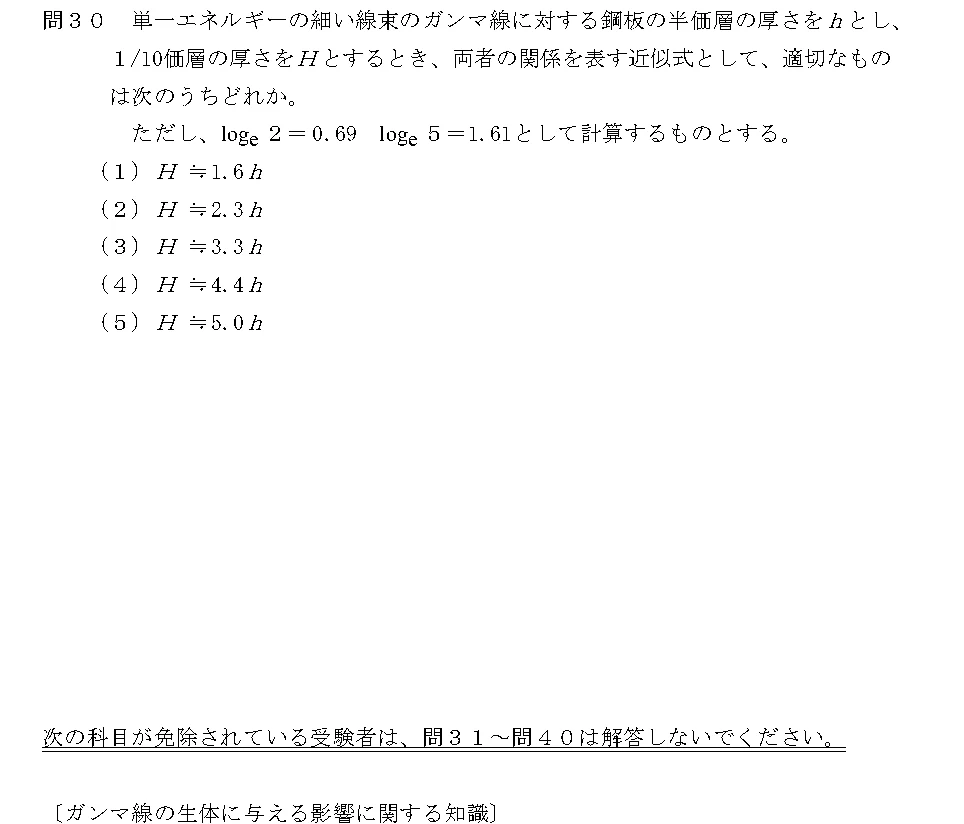 問３０　単一エネルギーの細い線束のガンマ線に対する鋼板の半価層の厚さをhとし、
１/10価層の厚さをHとするとき、両者の関係を表す近似式として、適切なもの
は次のうちどれか。
ただし、loge ２＝0.69　loge ５＝1.61として計算するものとする。
（１） H ≒1.6h
（２） H ≒2.3h
（３） H ≒3.3h
（４） H ≒4.4h
（５） H ≒5.0h
次の科目が免除されている受験者は、問３１～問４０は解答しないでください。
〔ガンマ線の生体に与える影響に関する知識〕